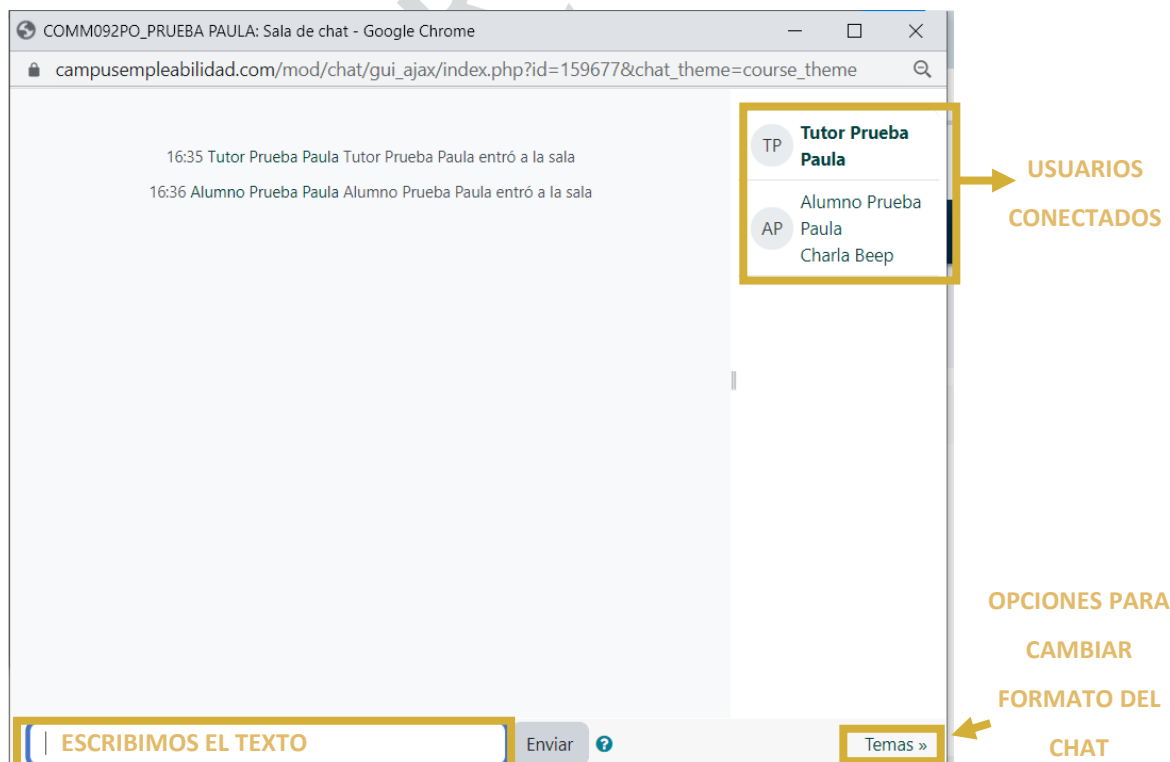 COMM092PO_PRUEBA PAULA: Sala de chat - Google Chrome
campusempleabilidad.com/mod/chat/gui_ajax/index.php?id=159677&chat_theme=course_theme
16:35 Tutor Prueba Paula Tutor Prueba Paula entró a la sala
16:36 Alumno Prueba Paula Alumno Prueba Paula entró a la sala
TP
Tutor Prueba
Paula
AP
Alumno Prueba
Paula
Charla Beep
USUARIOS
CONECTADOS
OPCIONES PARA
CAMBIAR
FORMATO DEL
CHAT
ESCRIBIMOS EL TEXTO
Enviar
?
Temas »